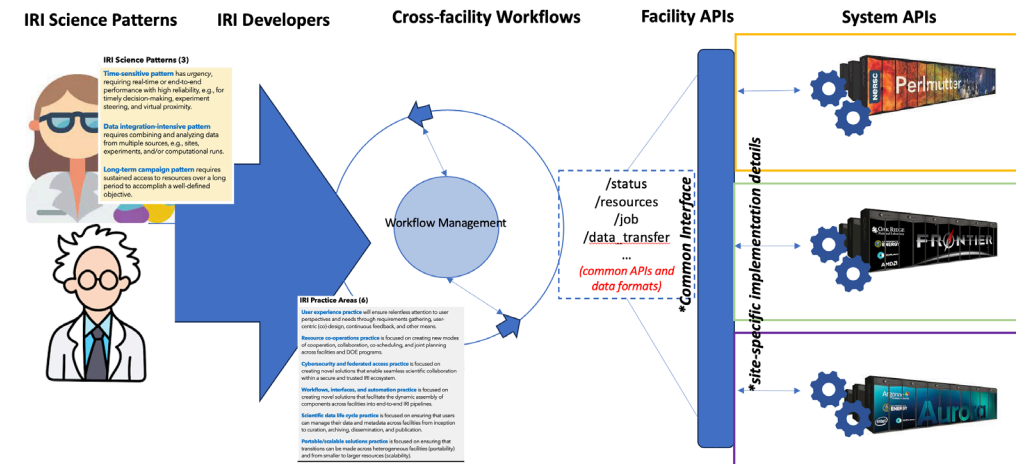 IRI Science Patterns
IRI Developers
Cross-facility Workflows
Facility APIs
System APIs
IRI Science Patterns (3)
Time-sensitive pattern has urgency,
requiring real-time or end-to-end
performance with high reliability, e.g., for
timely decision-making, experiment
steering, and virtual proximity.
Data integration-intensive pattern
requires combining and analyzing data
from multiple sources, e.g., sites,
experiments, and/or computational runs.
Long-term campaign pattern requires
sustained access to resources over a long
period to accomplish a well-defined
objective.
Workflow Management
IRI Practice Areas (6)
User experience practice will ensure relentless attention to user
perspectives and needs through requirements gathering, user-
centric (co)-design, continuous feedback, and other means.
Resource co-operations practice is focused on creating new modes
of cooperation, collaboration, co-scheduling, and joint planning
across facilities and DOE programs.
Cybersecurity and federated access practice is focused on
creating novel solutions that enable seamless scientific collaboration
within a secure and trusted IRI ecosystem.
Workflows, interfaces, and automation practice is focused on
creating novel solutions that facilitate the dynamic assembly of
components across facilities into end-to-end IRI pipelines.
Scientific data life cycle practice is focused on ensuring that users
can manage their data and metadata across facilities from inception
to curation, archiving, dissemination, and publication.
Portable/scalable solutions practice is focused on ensuring that
transitions can be made across heterogeneous facilities (portability)
and from smaller to larger resources (scalability).
/status
/resources
/job
/data_transfer
...
(common APIs and
data formats)
*Common Interface
*site-specific implementation details
NERSC
Perlmutter
OAK RIDGE
ENERGY
AMD
FRONTIER
Argonne
ENERGY
intel
Aurora